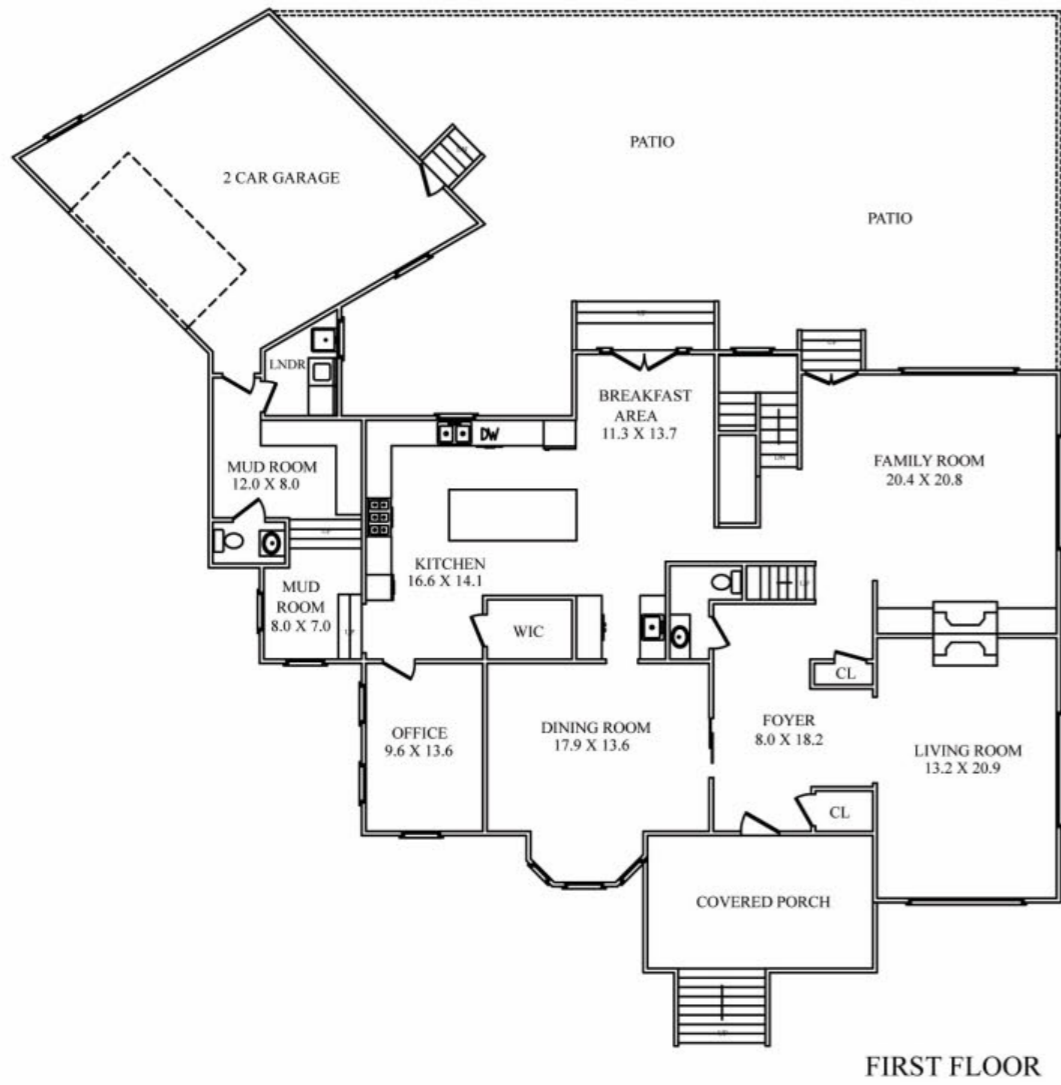 PATIO
2 CAR GARAGE
PATIO
LNDR
BREAKFAST
AREA
11.3 X 13.7
DW
MUD ROOM
12.0 X 8.0
FAMILY ROOM
20.4 X 20.8
KITCHEN
16.6 X 14.1
MUD
ROOM
8.0 X 7.0
WIC
CL
OFFICE
9.6 X 13.6
DINING ROOM
17.9 X 13.6
FOYER
8.0 X 18.2
LIVING ROOM
13.2 X 20.9
CL
COVERED PORCH
FIRST FLOOR